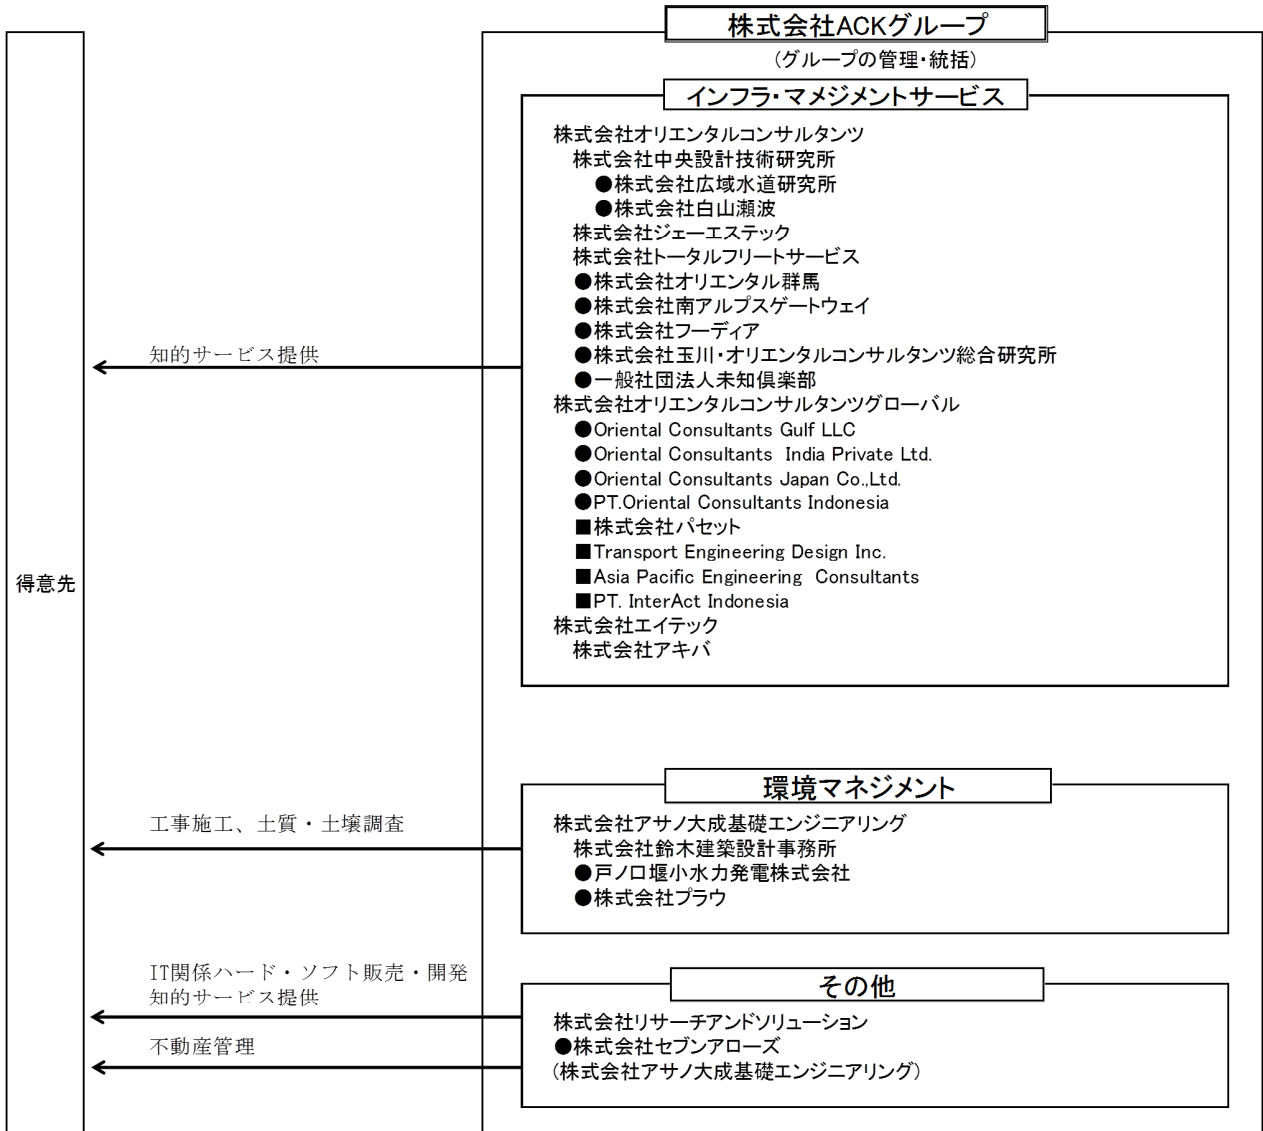 株式会社ACKグループ
(グループの管理・統括)
インフラ・マメジメントサービス
株式会社オリエンタルコンサルタンツ
株式会社中央設計技術研究所
●株式会社広域水道研究所
●株式会社白山瀬波
株式会社ジェーエステック
株式会社トータルフリートサービス
●株式会社オリエンタル群馬
●株式会社南アルプスゲートウェイ
●株式会社フーディア
●株式会社玉川・オリエンタルコンサルタンツ総合研究所
●一般社団法人未知倶楽部
株式会社オリエンタルコンサルタンツグローバル
●Oriental Consultants Gulf LLC
●Oriental Consultants India Private Ltd.
●Oriental Consultants Japan Co.,Ltd.
●PT.Oriental Consultants Indonesia
■株式会社パセット
■Transport Engineering Design Inc.
■Asia Pacific Engineering Consultants
■PT. InterAct Indonesia
株式会社エイテック
株式会社アキバ
知的サービス提供
得意先
環境マネジメント
株式会社アサノ大成基礎エンジニアリング
株式会社鈴木建築設計事務所
●戸ノ口堰小水力発電株式会社
●株式会社プラウ
工事施工、土質・土壌調査
その他
株式会社リサーチアンドソリューション
●株式会社セブンアローズ
(株式会社アサノ大成基礎エンジニアリング)
IT関係ハード・ソフト販売・開発
知的サービス提供
不動産管理